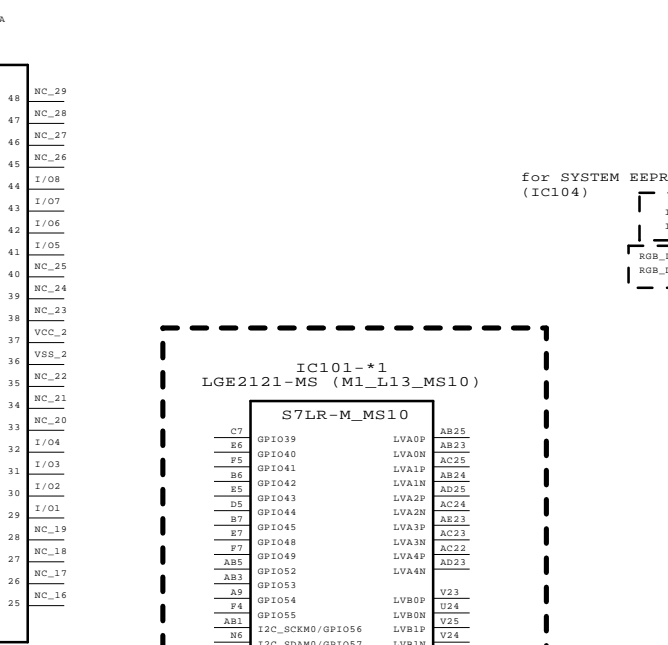 A
48 NC_29
47 NC_28
46 NC_27
45 NC_26
44 I/O8
43 I/O7
42 I/O6
41 I/O5
40 NC_25
39 NC_24
38 NC_23
37 VCC_2
36 VSS_2
35 NC_22
34 NC_21
33 NC_20
32 I/O4
31 I/O3
30 I/O2
29 I/O1
28 NC_19
27 NC_18
26 NC_17
25 NC_16
for SYSTEM EEPR
(IC104)
I
I
RGB_
RGB_
IC101-*1
LGE2121-MS (M1_L13_MS10)
S7LR-M_MS10
C7 GPIO39 LVA0P AB25
E6 GPIO40 LVA0N AB23
F5 GPIO41 LVA1P AC25
B6 GPIO42 LVA1N AB24
E5 GPIO43 LVA2P AD25
D5 GPIO44 LVA2N AC24
B7 GPIO45 LVA3P AE23
E7 GPIO48 LVA3N AC23
F7 GPIO49 LVA4P AC22
AB5 GPIO52 LVA4N AD23
AB3 GPIO53
A9 GPIO54 LVB0P V23
F4 GPIO55 LVB0N U24
AB1 I2C_SCKM0/GPIO56 LVB1P V25
N6 I2C_SDAM0/GPIO57 LVB1N V24